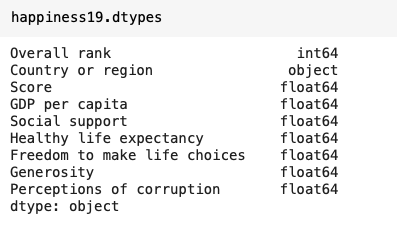 happiness19.dtypes
Overall rank int64
Country or region object
Score float64
GDP per capita float64
Social support float64
Healthy life expectancy float64
Freedom to make life choices float64
Generosity float64
Perceptions of corruption float64
dtype: object